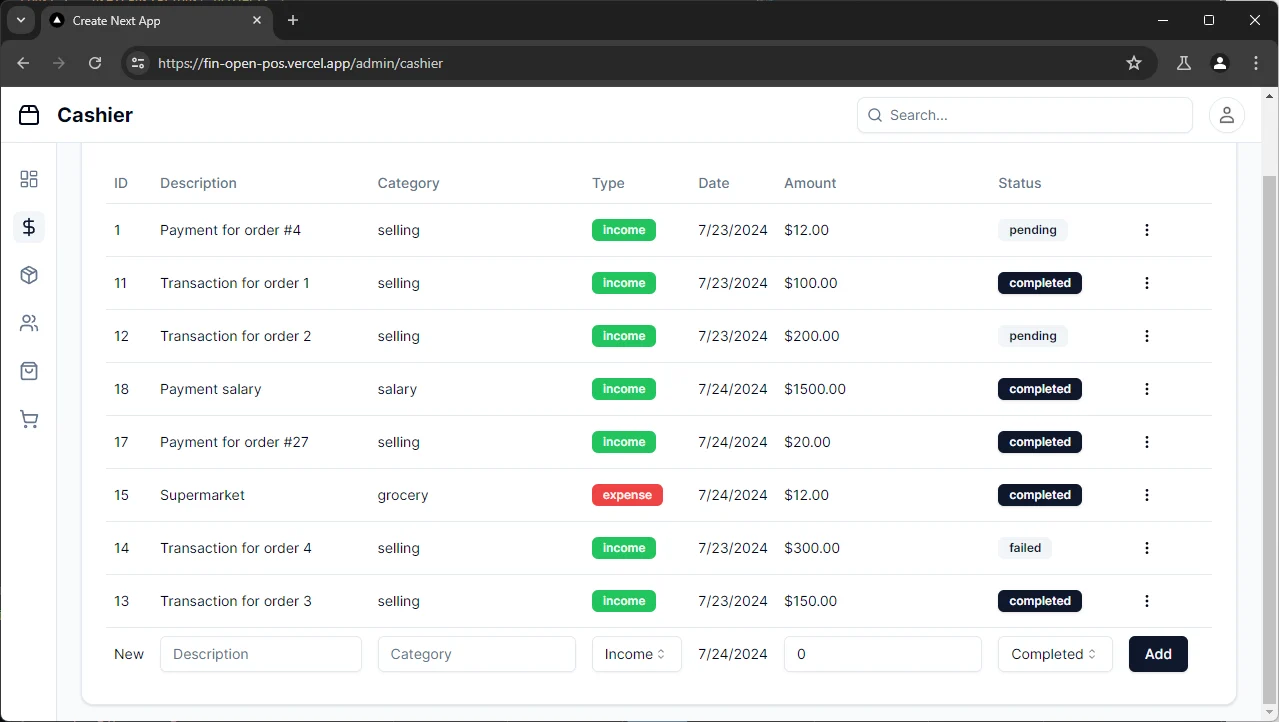 Create Next App
https://fin-open-pos.vercel.app/admin/cashier
Cashier
Search...
ID Description Category Type Date Amount Status
1 Payment for order #4 selling income 7/23/2024 $12.00 pending
11 Transaction for order 1 selling income 7/23/2024 $100.00 completed
12 Transaction for order 2 selling income 7/23/2024 $200.00 pending
18 Payment salary salary income 7/24/2024 $1500.00 completed
17 Payment for order #27 selling income 7/24/2024 $20.00 completed
15 Supermarket grocery expense 7/24/2024 $12.00 completed
14 Transaction for order 4 selling income 7/23/2024 $300.00 failed
13 Transaction for order 3 selling income 7/23/2024 $150.00 completed
New Description Category Income 7/24/2024 0 Completed Add